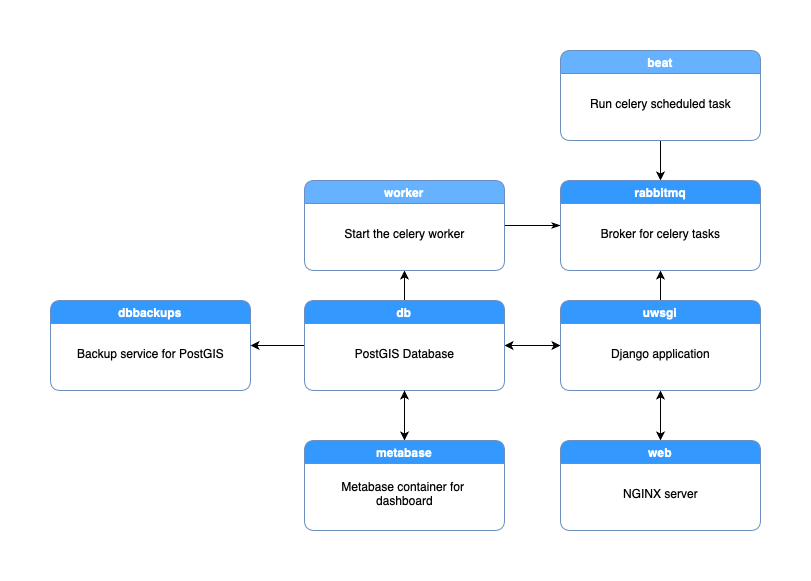 beat
Run celery scheduled task
worker
Start the celery worker
rabbitmq
Broker for celery tasks
dbbackups
Backup service for PostGIS
db
PostGIS Database
uwsgi
Django application
metabase
Metabase container for
dashboard
web
NGINX server